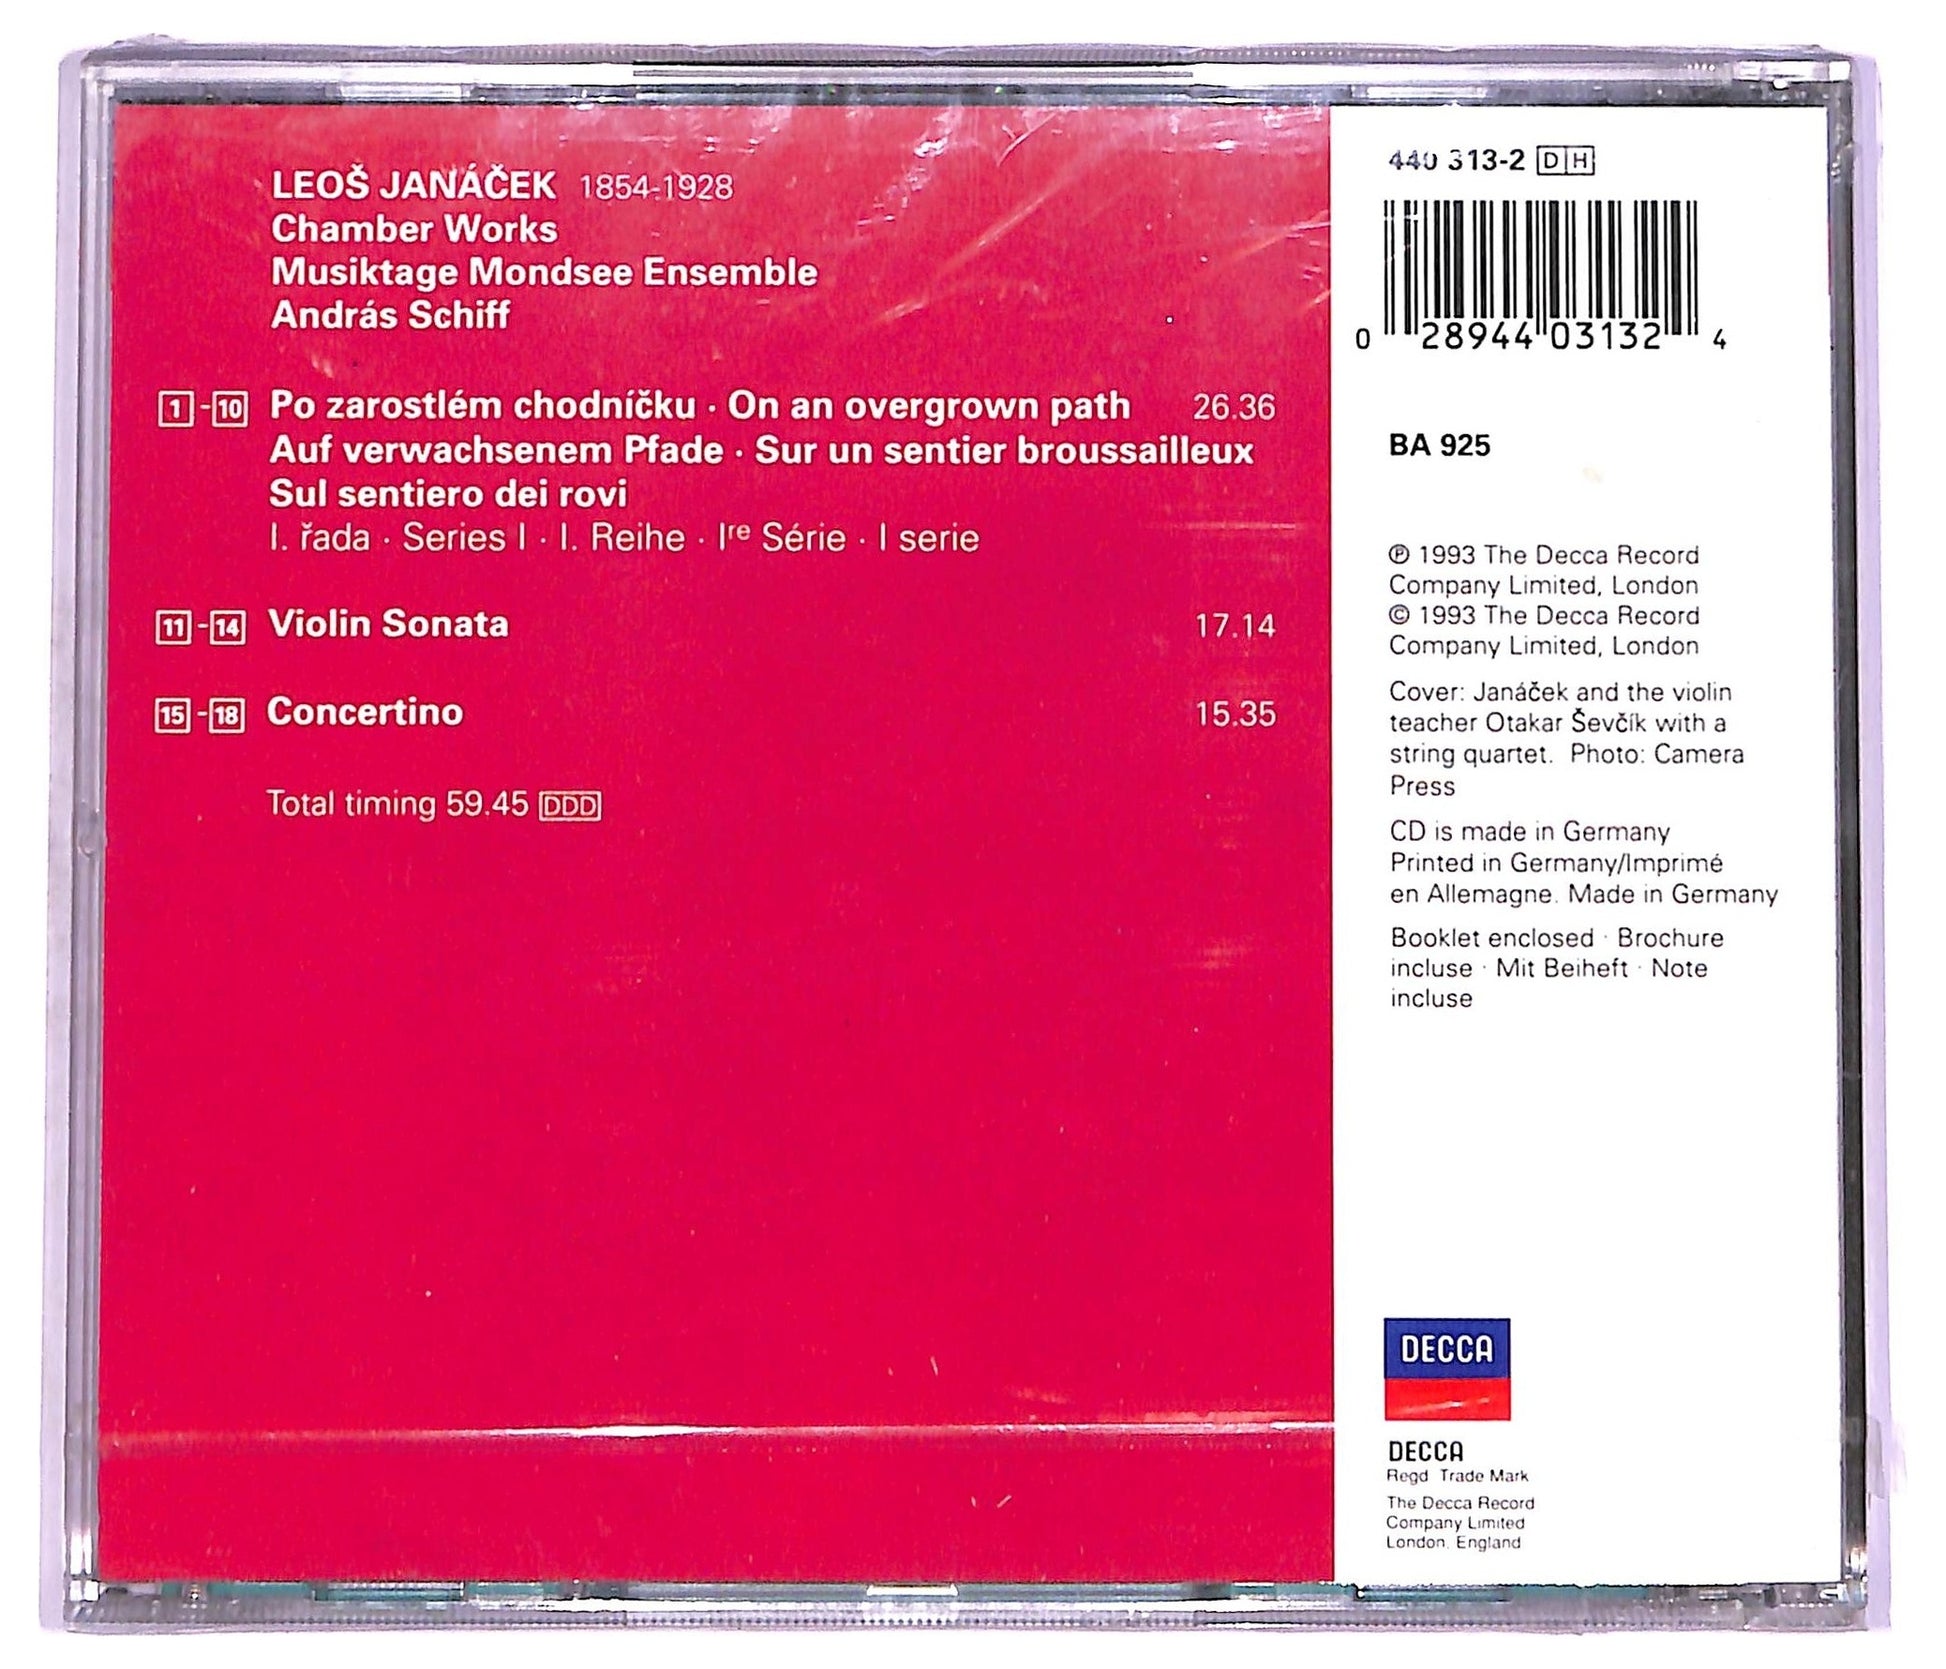 LEOŠ JANÁČEK 1854-1928
Chamber Works
Musiktage Mondsee Ensemble
András Schiff
1-10 Po zarostlém chodníčku · On an overgrown path 26.36
Auf verwachsenem Pfade · Sur un sentier broussailleux
Sul sentiero dei rovi
I. řada · Series I · I. Reihe · Ire Série · I serie
11-14 Violin Sonata 17.14
15-18 Concertino 15.35
Total timing 59.45 DDD
440 313-2 DH
0 28944 03132 4
BA 925
℗ 1993 The Decca Record
Company Limited, London
© 1993 The Decca Record
Company Limited, London
Cover: Janáček and the violin
teacher Otakar Ševčík with a
string quartet. Photo: Camera
Press
CD is made in Germany
Printed in Germany/Imprimé
en Allemagne. Made in Germany
Booklet enclosed · Brochure
incluse · Mit Beiheft · Note
incluse
DECCA
DECCA
Regd Trade Mark
The Decca Record
Company Limited
London. England